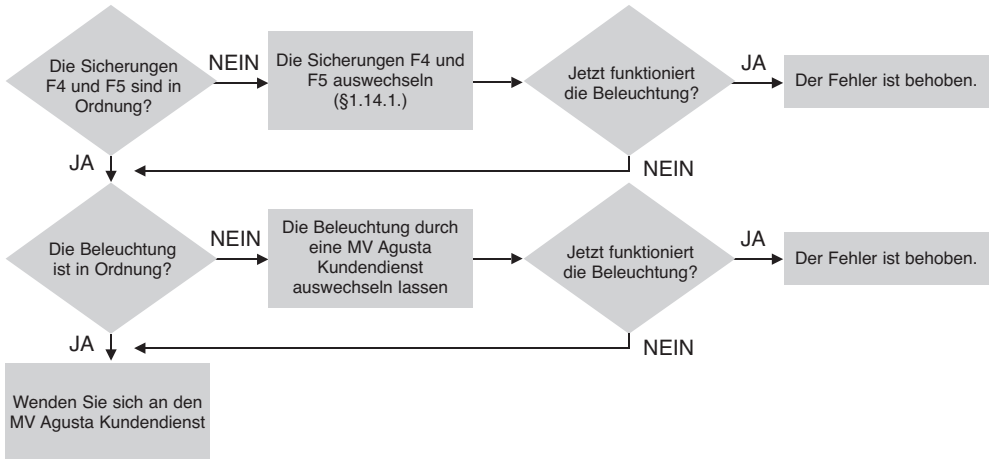 Die Sicherungen
F4 und F5 sind in
Ordnung?
NEIN
Die Sicherungen F4 und
F5 auswechseln
(§1.14.1.)
Jetzt funktioniert
die Beleuchtung?
JA
Der Fehler ist behoben.
JA
NEIN
Die Beleuchtung
ist in Ordnung?
NEIN
Die Beleuchtung durch
eine MV Agusta
Kundendienst
auswechseln lassen
Jetzt funktioniert
die Beleuchtung?
JA
Der Fehler ist behoben.
JA
NEIN
Wenden Sie sich an den
MV Agusta Kundendienst